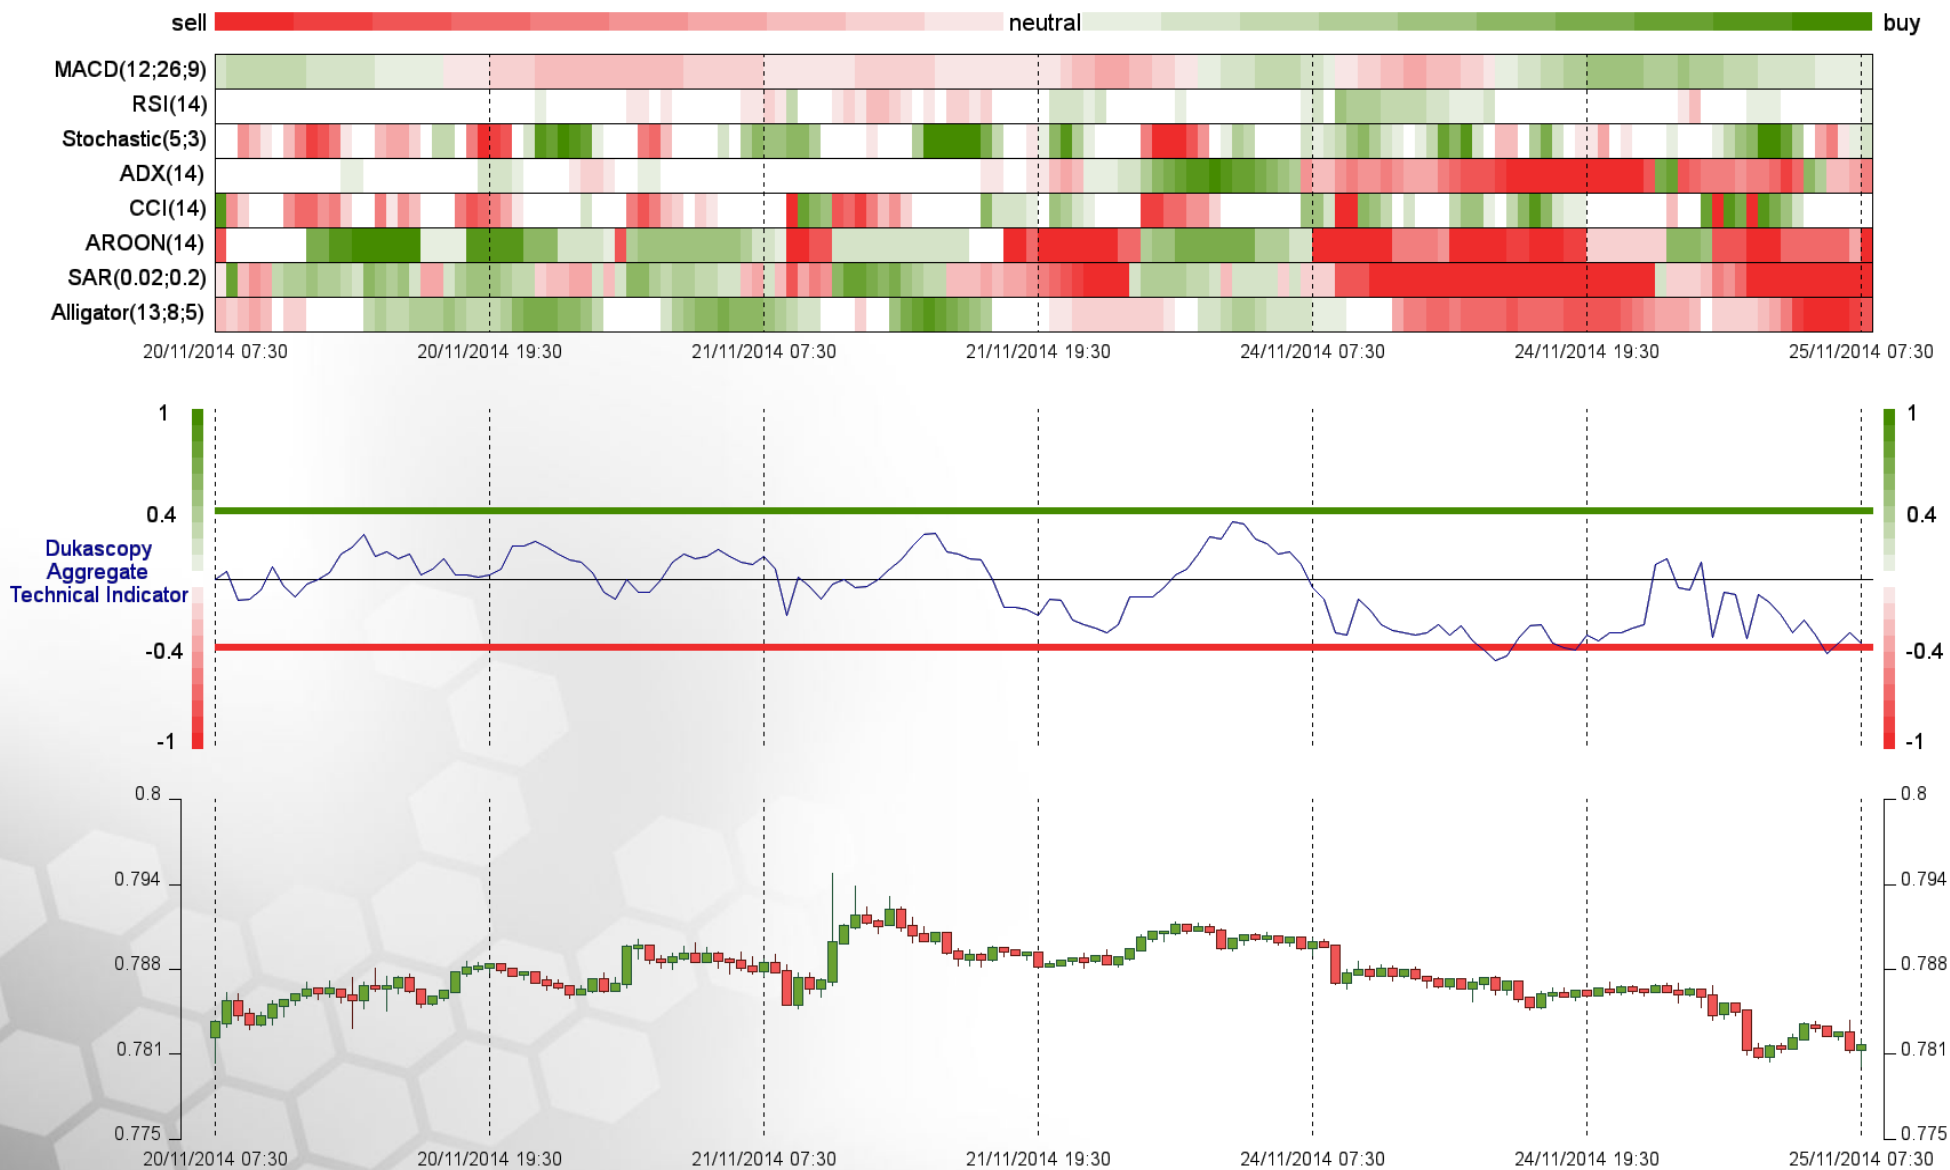 sell neutral buy
MACD(12;26;9)
RSI(14)
Stochastic(5;3)
ADX(14)
CCI(14)
AROON(14)
SAR(0.02;0.2)
Alligator(13;8;5)
20/11/2014 07:30 20/11/2014 19:30 21/11/2014 07:30 21/11/2014 19:30 24/11/2014 07:30 24/11/2014 19:30 25/11/2014 07:30
1 1
0.4 0.4
Dukascopy
Aggregate
Technical Indicator
-0.4 -0.4
-1 -1
0.8 0.8
0.794 0.794
0.788 0.788
0.781 0.781
0.775 0.775
20/11/2014 07:30 20/11/2014 19:30 21/11/2014 07:30 21/11/2014 19:30 24/11/2014 07:30 24/11/2014 19:30 25/11/2014 07:30